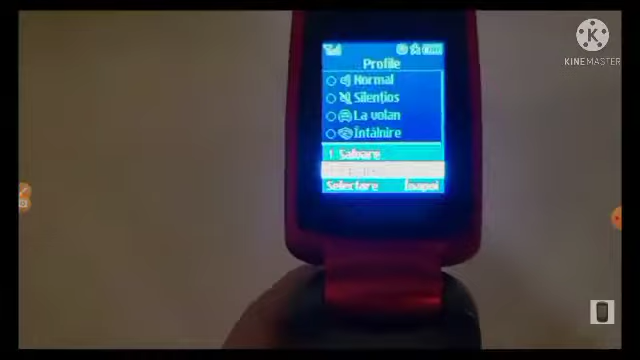 Profile
Normal
Silențios
La volan
Întâlnire
1 Salvare
Selectare Înapoi
K
KINEMASTER